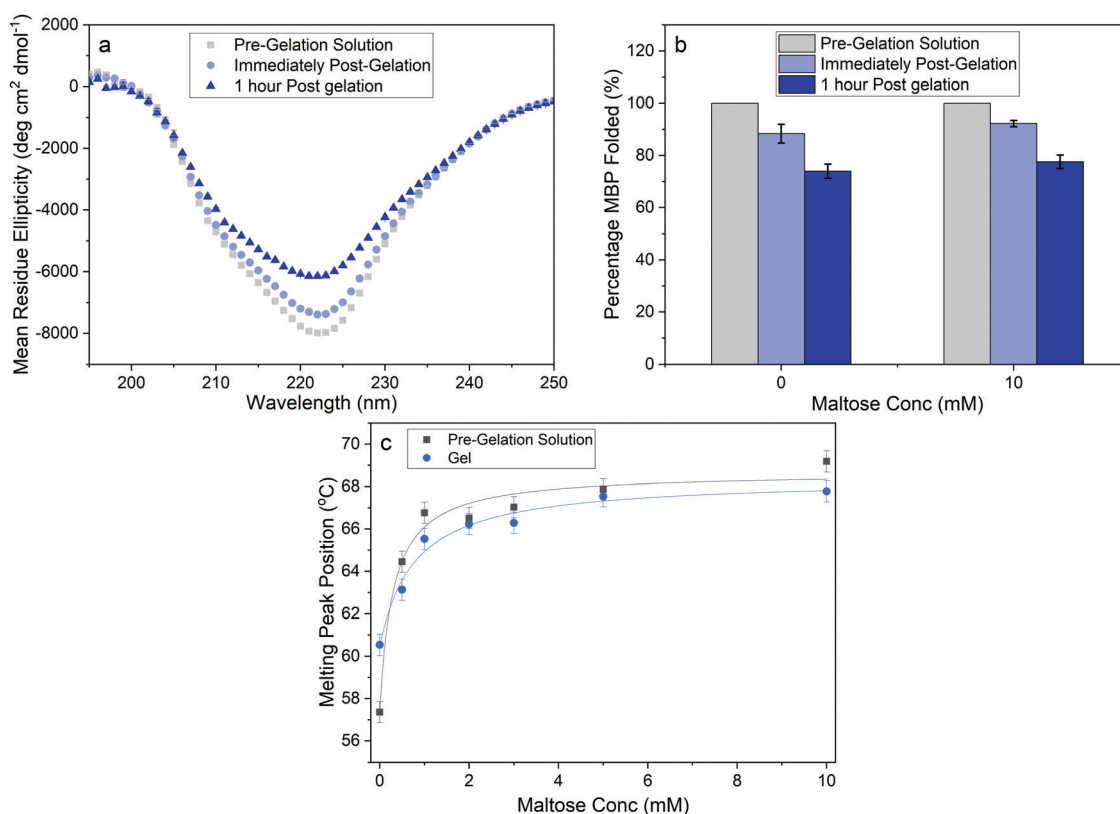 a
Pre-Gelation Solution
Immediately Post-Gelation
1 hour Post gelation
Mean Residue Ellipticity (deg cm² dmol⁻¹)
2000
0
-2000
-4000
-6000
-8000
200
210
220
230
240
250
Wavelength (nm)
b
Pre-Gelation Solution
Immediately Post-Gelation
1 hour Post gelation
Percentage MBP Folded (%)
120
100
80
60
40
20
0
0
10
Maltose Conc (mM)
c
Pre-Gelation Solution
Gel
Melting Peak Position (ºC)
70
68
66
64
62
60
58
56
0
2
4
6
8
10
Maltose Conc (mM)